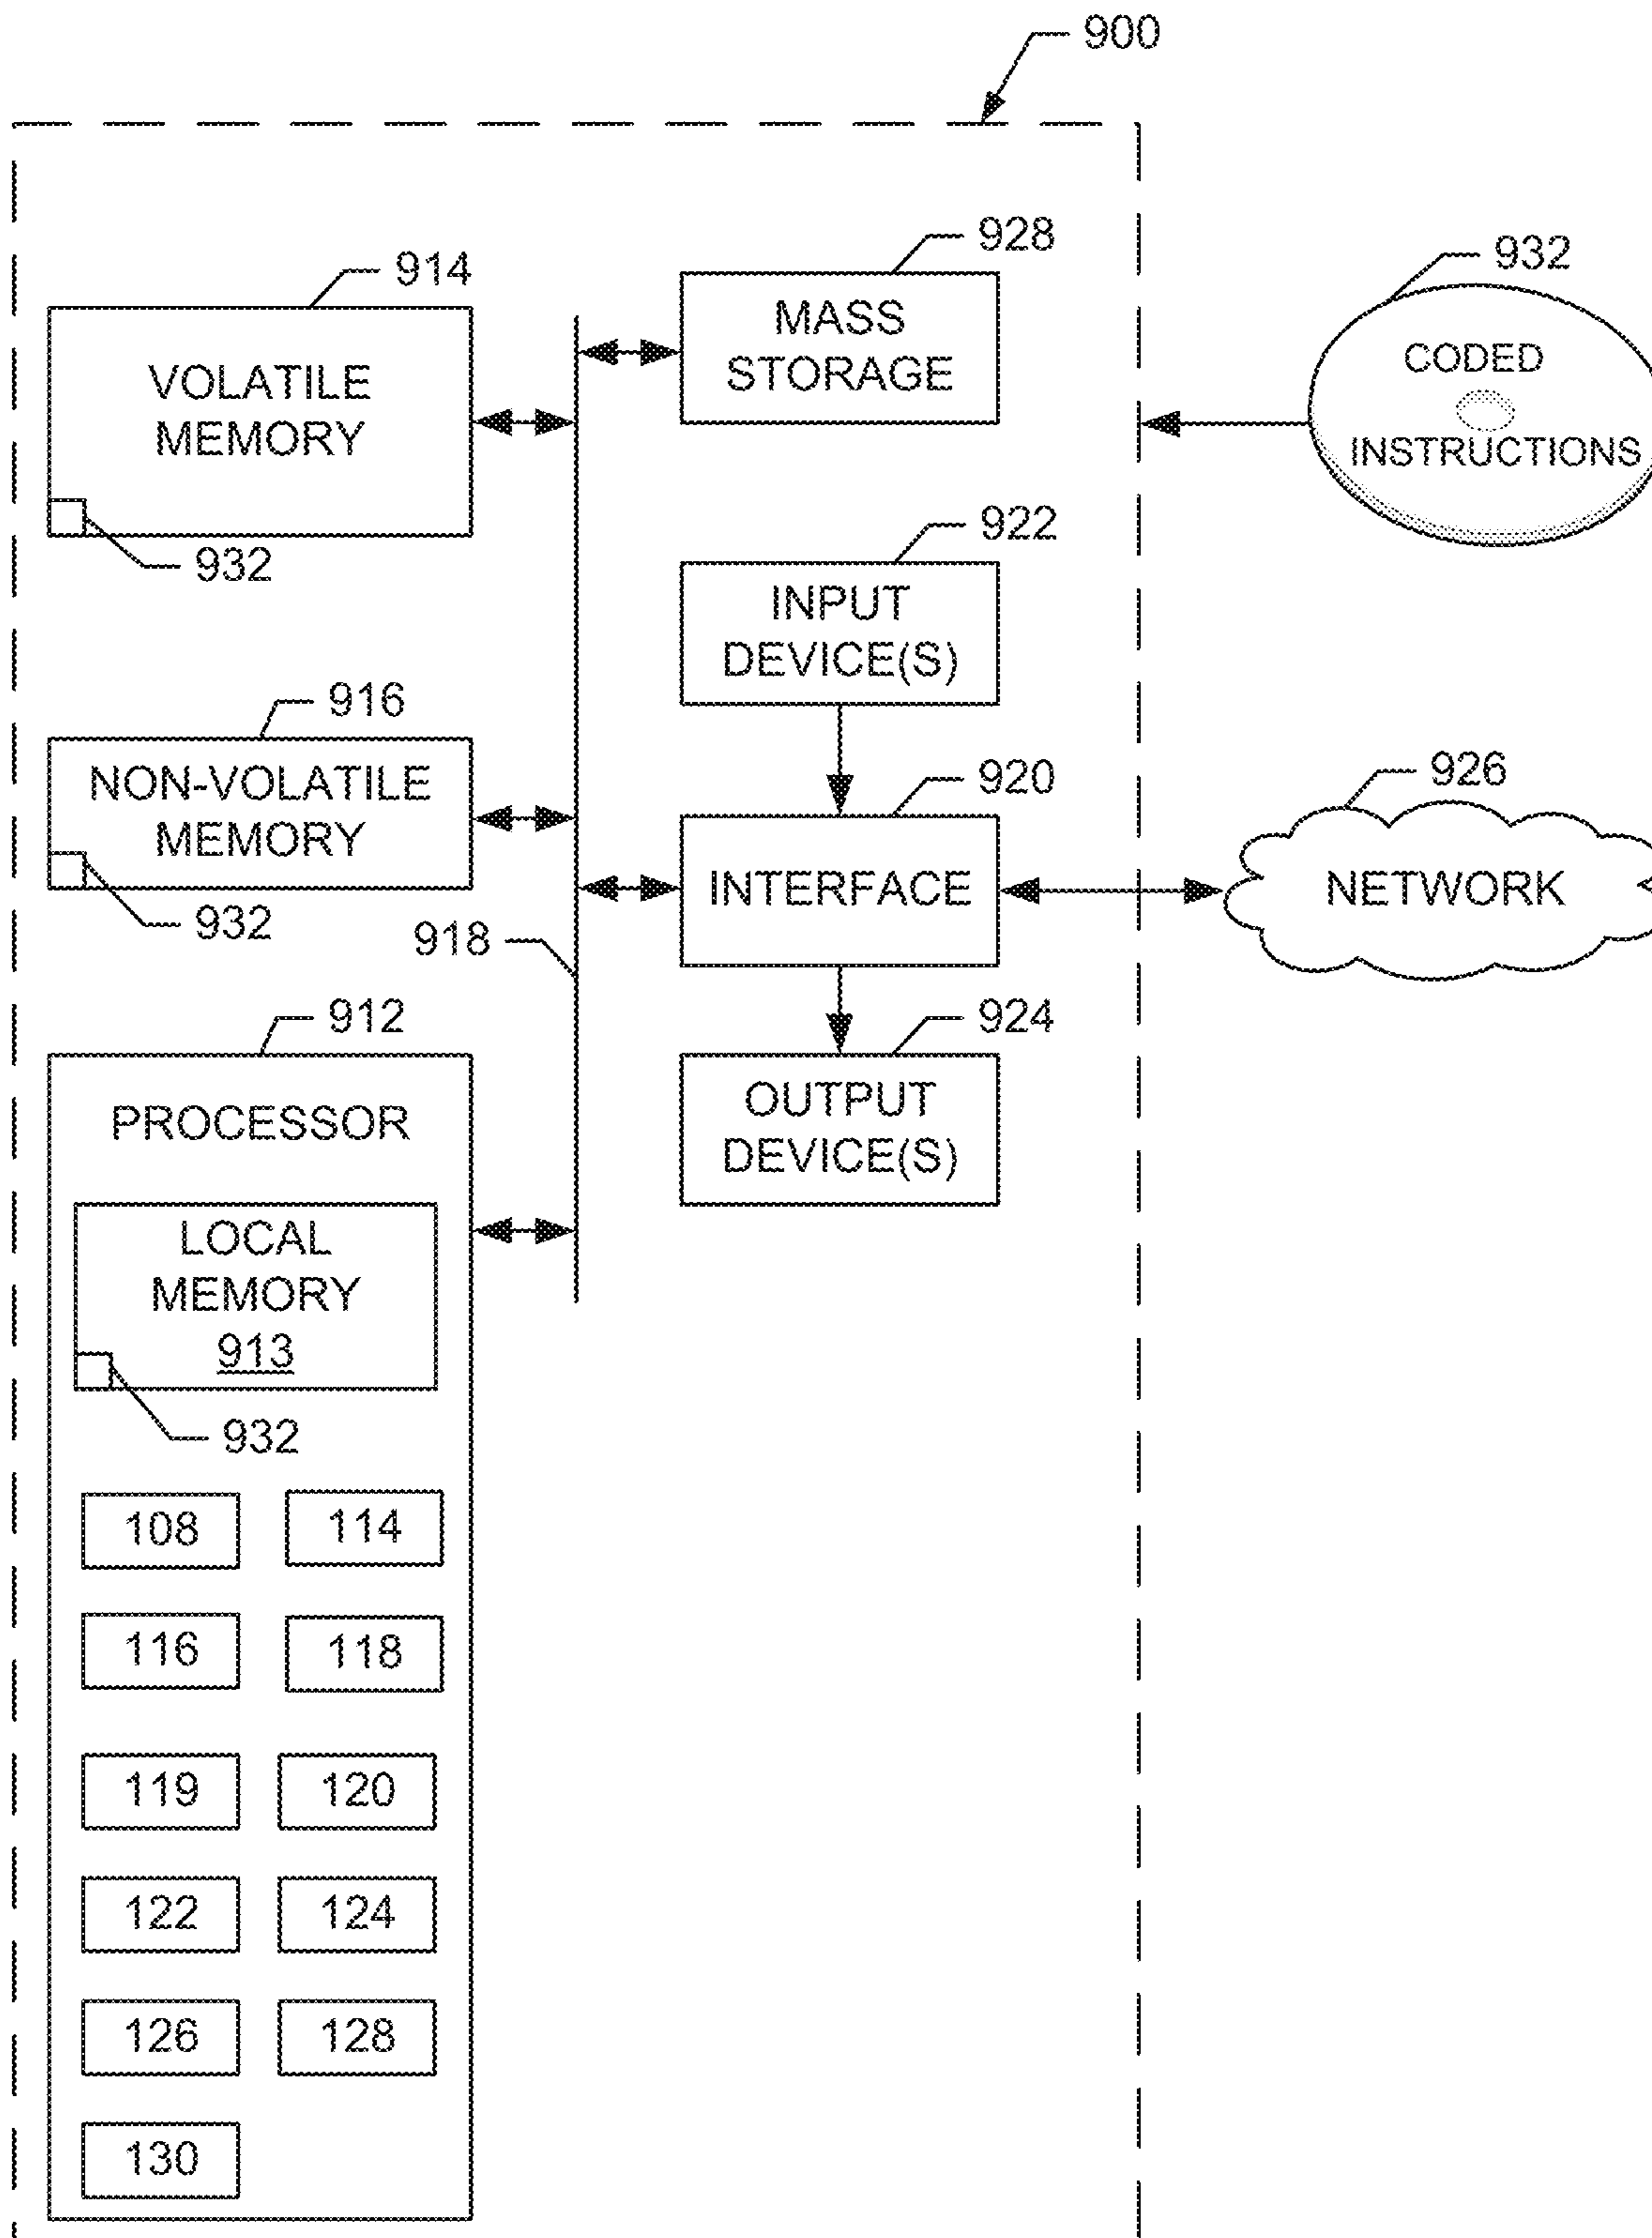 900
914
VOLATILE
MEMORY
932
928
MASS
STORAGE
932
CODED
INSTRUCTIONS
922
INPUT
DEVICE(S)
916
NON-VOLATILE
MEMORY
932
918
920
INTERFACE
926
NETWORK
912
PROCESSOR
LOCAL
MEMORY
913
932
924
OUTPUT
DEVICE(S)
108
114
116
118
119
120
122
124
126
128
130